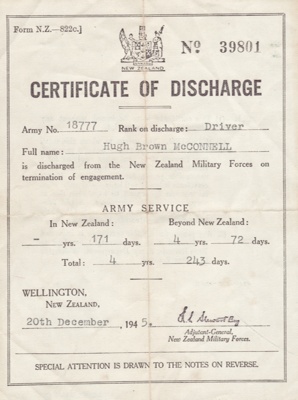 Form N.Z.—822c.]
NEW ZEALAND
Nº 39801
CERTIFICATE OF DISCHARGE
Army No. 18777 Rank on discharge: Driver
Full name: Hugh Brown McCONNELL
is discharged from the New Zealand Military Forces on
termination of engagement.
ARMY SERVICE
In New Zealand: Beyond New Zealand:
- yrs. 171 days. 4 yrs. 72 days.
Total: 4 yrs. 243 days.
WELLINGTON,
NEW ZEALAND,
20th December, 1945.
Adjutant-General,
New Zealand Military Forces.
SPECIAL ATTENTION IS DRAWN TO THE NOTES ON REVERSE.